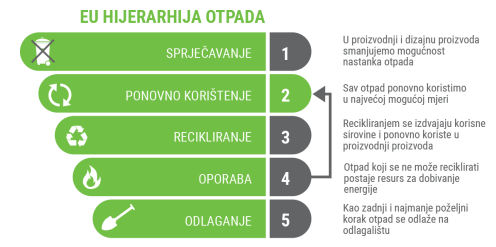 EU HIJERARHIJA OTPADA
SPRJEČAVANJE
1
U proizvodnji i dizajnu proizvoda
smanjujemo mogućnost
nastanka otpada
PONOVNO KORIŠTENJE
2
Sav otpad ponovno koristimo
u najvećoj mogućoj mjeri
RECIKLIRANJE
3
Recikliranjem se izdvajaju korisne
sirovine i ponovno koriste u
proizvodnji proizvoda
OPORABA
4
Otpad koji se ne može reciklirati
postaje resurs za dobivanje
energije
ODLAGANJE
5
Kao zadnji i najmanje poželjni
korak otpad se odlaže na
odlagalištu